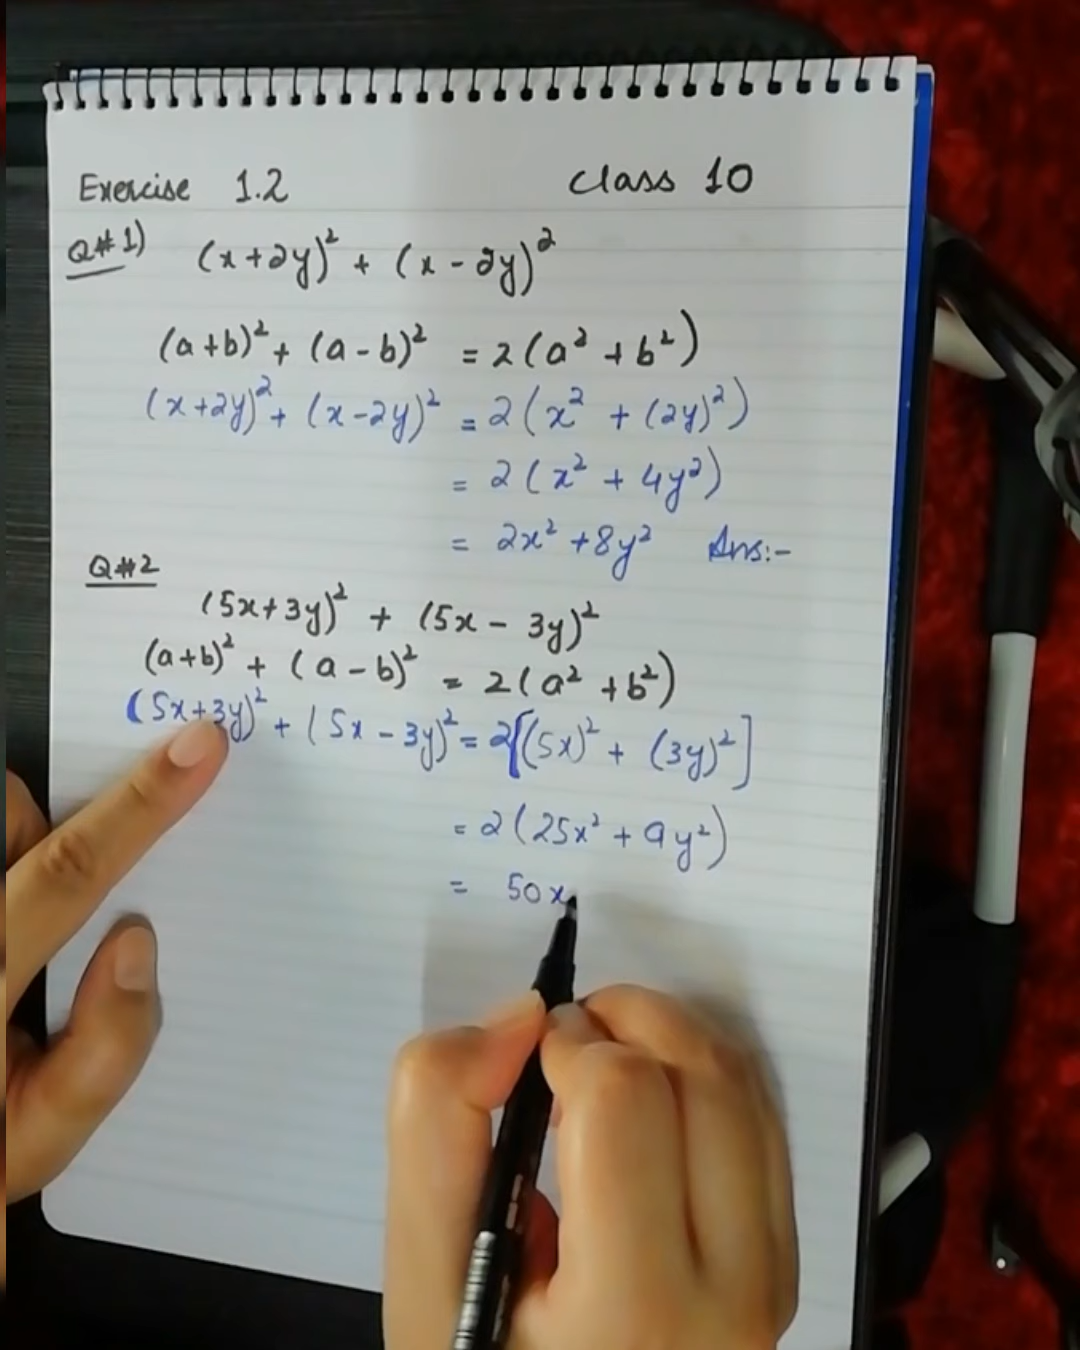 Exercise 1.2 Class 10
Q#1) (x+2y)² + (x-2y)²
(a+b)² + (a-b)² = 2(a²+b²)
(x+2y)² + (x-2y)² = 2(x² + (2y)²)
= 2(x² + 4y²)
= 2x² + 8y² Ans:-
Q#2
(5x+3y)² + (5x-3y)²
(a+b)² + (a-b)² = 2(a²+b²)
(5x+3y)² + (5x-3y)² = 2[(5x)² + (3y)²]
= 2(25x² + 9y²)
= 50x